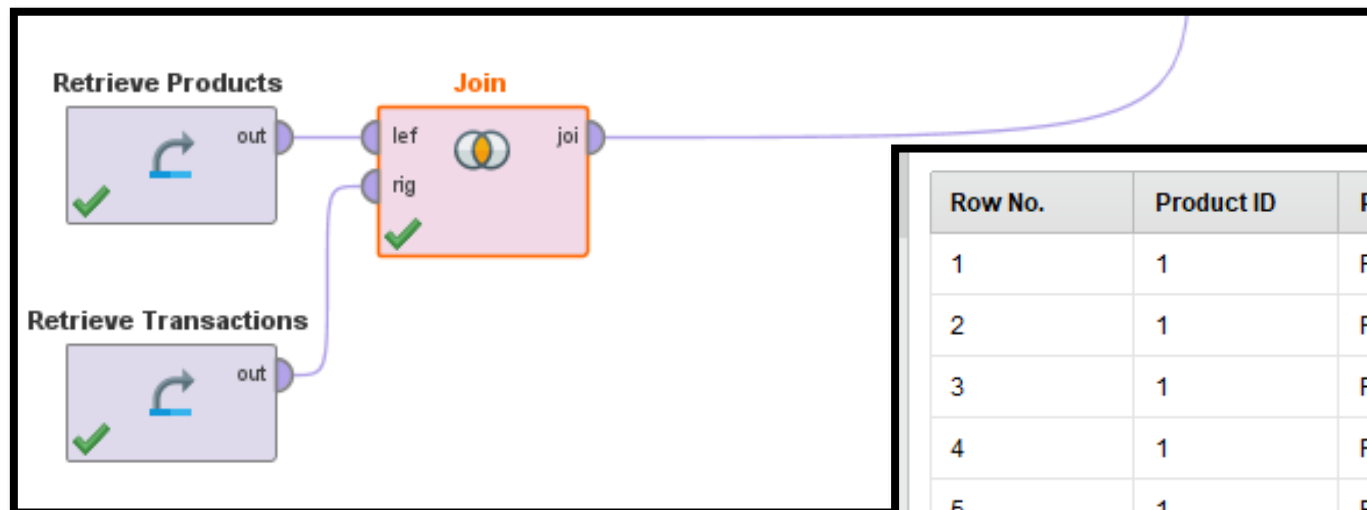 Retrieve Products
Join
out
lef
joi
rig
Retrieve Transactions
out
Row No. Product ID
1 1
2 1
3 1
4 1